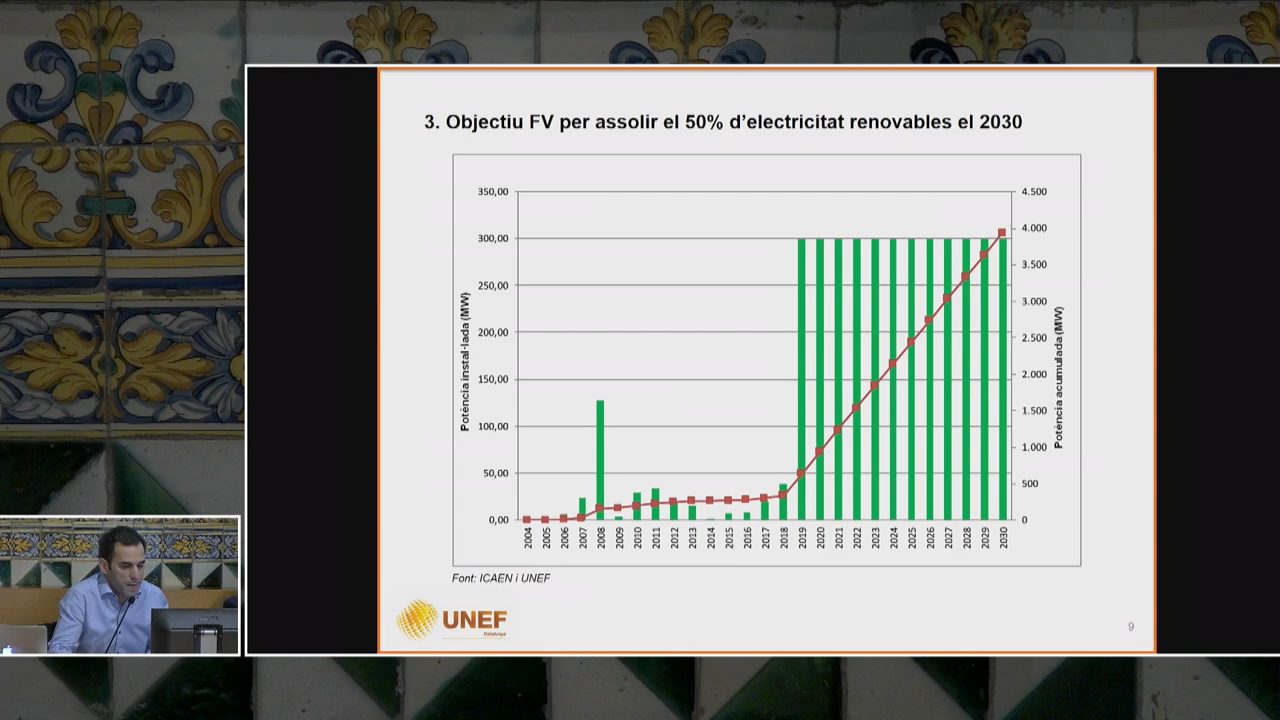 3. Objectiu FV per assolir el 50% d’electricitat renovables el 2030
350,00
300,00
250,00
200,00
150,00
100,00
50,00
0,00
4.500
4.000
3.500
3.000
2.500
2.000
1.500
1.000
500
0
Potència instal·lada (MW)
Potència acumulada (MW)
2004 2005 2006 2007 2008 2009 2010 2011 2012 2013 2014 2015 2016 2017 2018 2019 2020 2021 2022 2023 2024 2025 2026 2027 2028 2029 2030
Font: ICAEN i UNEF
UNEF
Catalunya
9